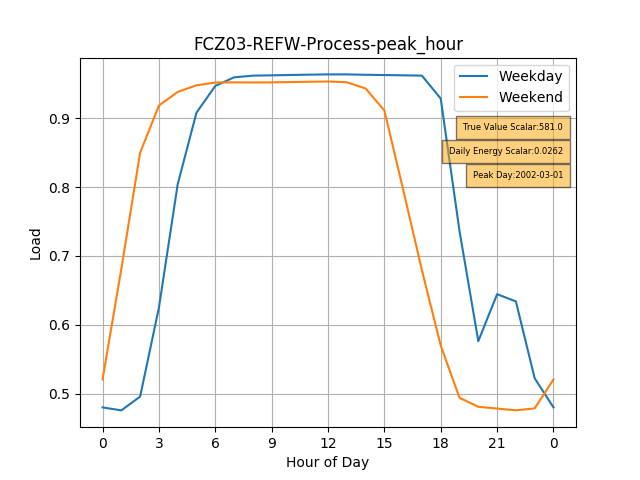 FCZ03-REFW-Process-peak_hour
Weekday
Weekend
True Value Scalar:581.0
Daily Energy Scalar:0.0262
Peak Day:2002-03-01
0.9
0.8
0.7
0.6
0.5
Load
0 3 6 9 12 15 18 21 0
Hour of Day